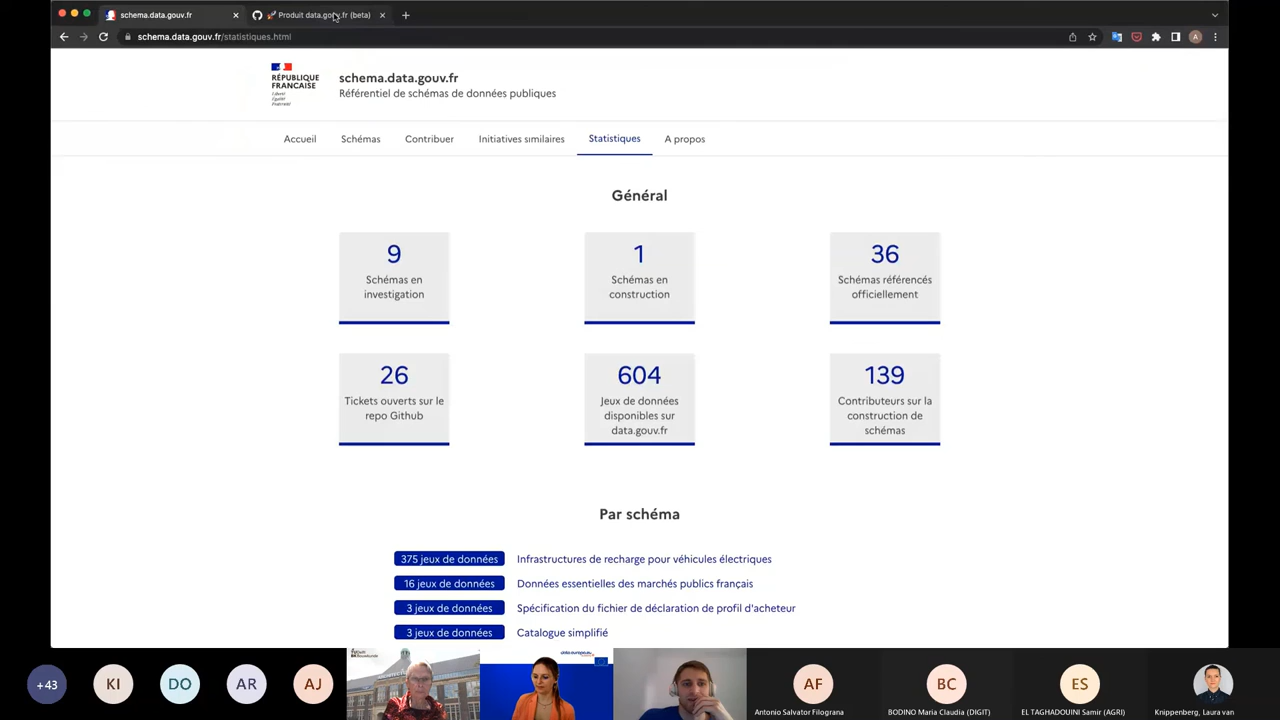 schema.data.gouv.fr
🚀 Produit data.gouv.fr (beta)
schema.data.gouv.fr/statistiques.html
A
RÉPUBLIQUE
FRANÇAISE
Liberté
Égalité
Fraternité
schema.data.gouv.fr
Référentiel de schémas de données publiques
Accueil
Schémas
Contribuer
Initiatives similaires
Statistiques
A propos
Général
9
Schémas en
investigation
1
Schémas en
construction
36
Schémas référencés
officiellement
26
Tickets ouverts sur le
repo Github
604
Jeux de données
disponibles sur
data.gouv.fr
139
Contributeurs sur la
construction de
schémas
Par schéma
375 jeux de données Infrastructures de recharge pour véhicules électriques
16 jeux de données Données essentielles des marchés publics français
3 jeux de données Spécification du fichier de déclaration de profil d'acheteur
3 jeux de données Catalogue simplifié
+43
KI
DO
AR
AJ
data.europa.eu
AF
Antonio Salvator Filograna
BC
BODINO Maria Claudia (DIGIT)
ES
EL TAGHADOUINI Samir (AGRI)
Knippenberg, Laura van